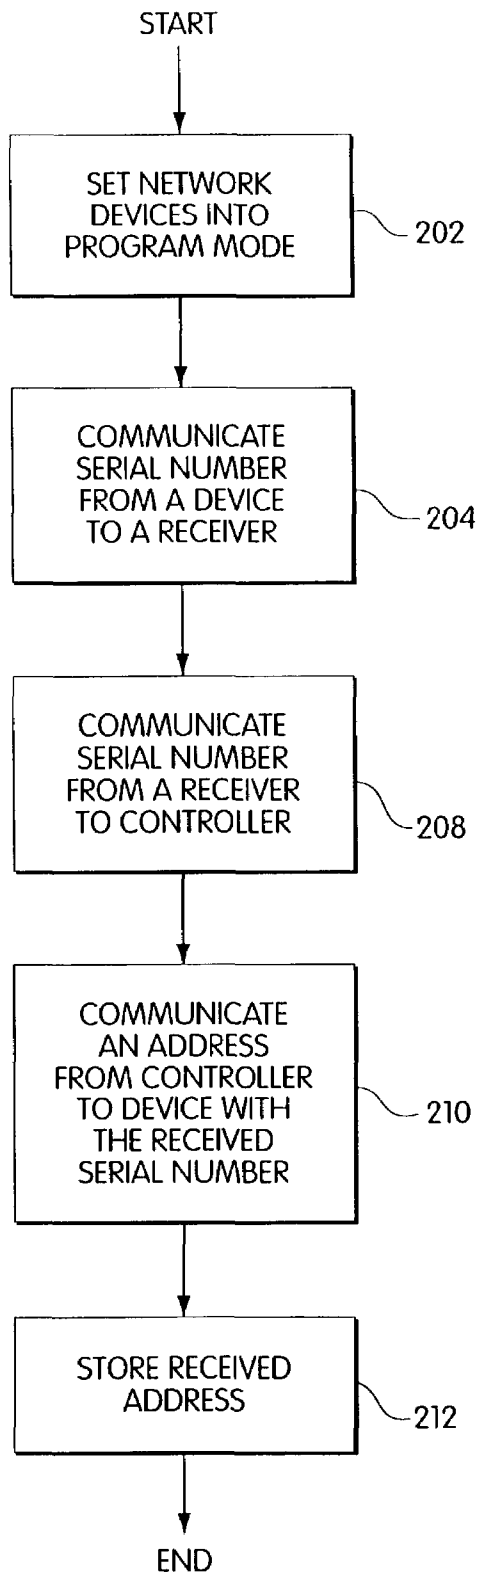 START
SET NETWORK
DEVICES INTO
PROGRAM MODE
202
COMMUNICATE
SERIAL NUMBER
FROM A DEVICE
TO A RECEIVER
204
COMMUNICATE
SERIAL NUMBER
FROM A RECEIVER
TO CONTROLLER
208
COMMUNICATE
AN ADDRESS
FROM CONTROLLER
TO DEVICE WITH
THE RECEIVED
SERIAL NUMBER
210
STORE RECEIVED
ADDRESS
212
END